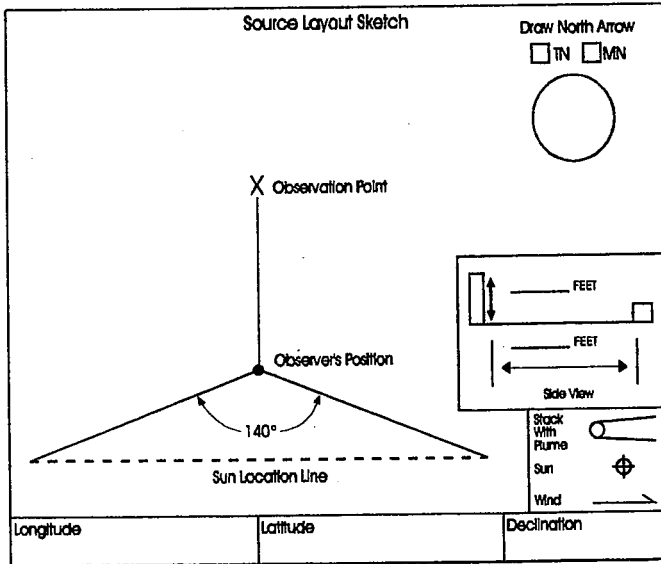 Source Layout Sketch
Draw North Arrow
TN MN
X Observation Point
FEET
Observer's Position
FEET
140°
Side View
Sun Location Line
Stack
With
Plume
Sun
Wind
Longitude
Latitude
Declination